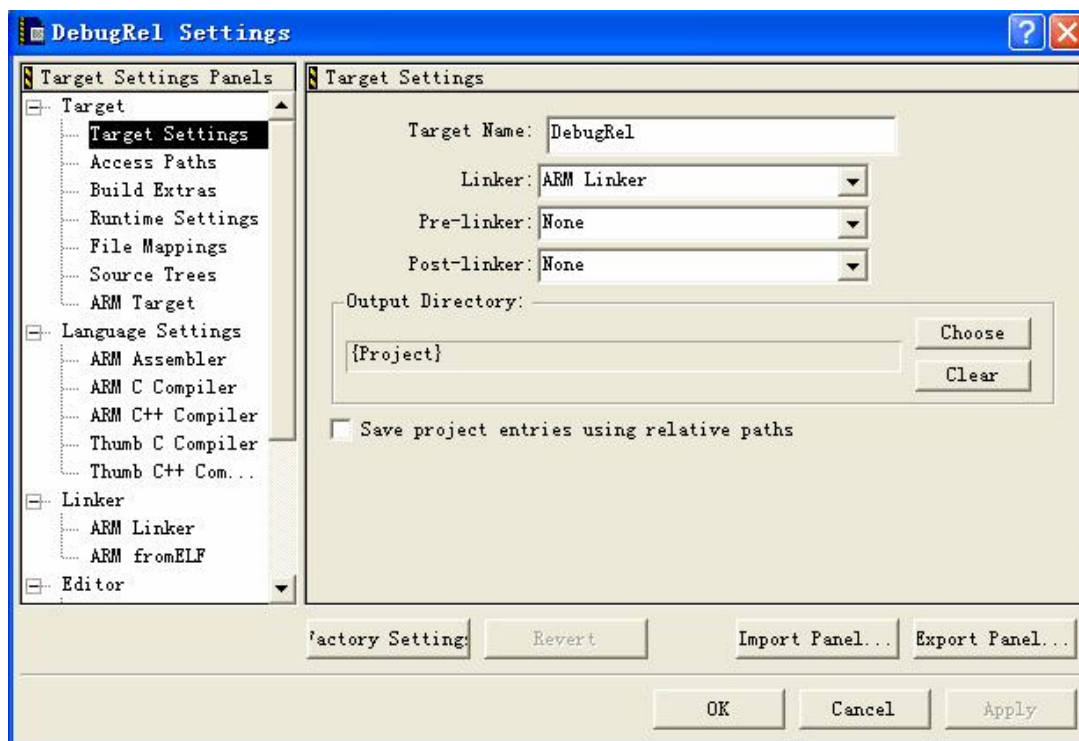 DebugRel Settings
Target Settings Panels
Target
Target Settings
Access Paths
Build Extras
Runtime Settings
File Mappings
Source Trees
ARM Target
Language Settings
ARM Assembler
ARM C Compiler
ARM C++ Compiler
Thumb C Compiler
Thumb C++ Com...
Linker
ARM Linker
ARM fromELF
Editor
Target Settings
Target Name: DebugRel
Linker: ARM Linker
Pre-linker: None
Post-linker: None
Output Directory:
{Project}
Choose
Clear
Save project entries using relative paths
actory Setting
Revert
Import Panel...
Export Panel...
OK
Cancel
Apply